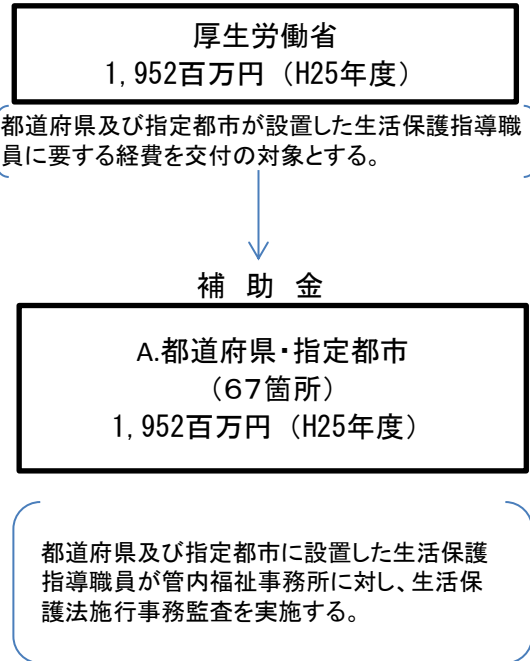 厚生労働省
1,952百万円（H25年度）
都道府県及び指定都市が設置した生活保護指導職
員に要する経費を交付の対象とする。
補　助　金
A.都道府県・指定都市
（６７箇所）
1,952百万円（H25年度）
都道府県及び指定都市に設置した生活保護
指導職員が管内福祉事務所に対し、生活保
護法施行事務監査を実施する。